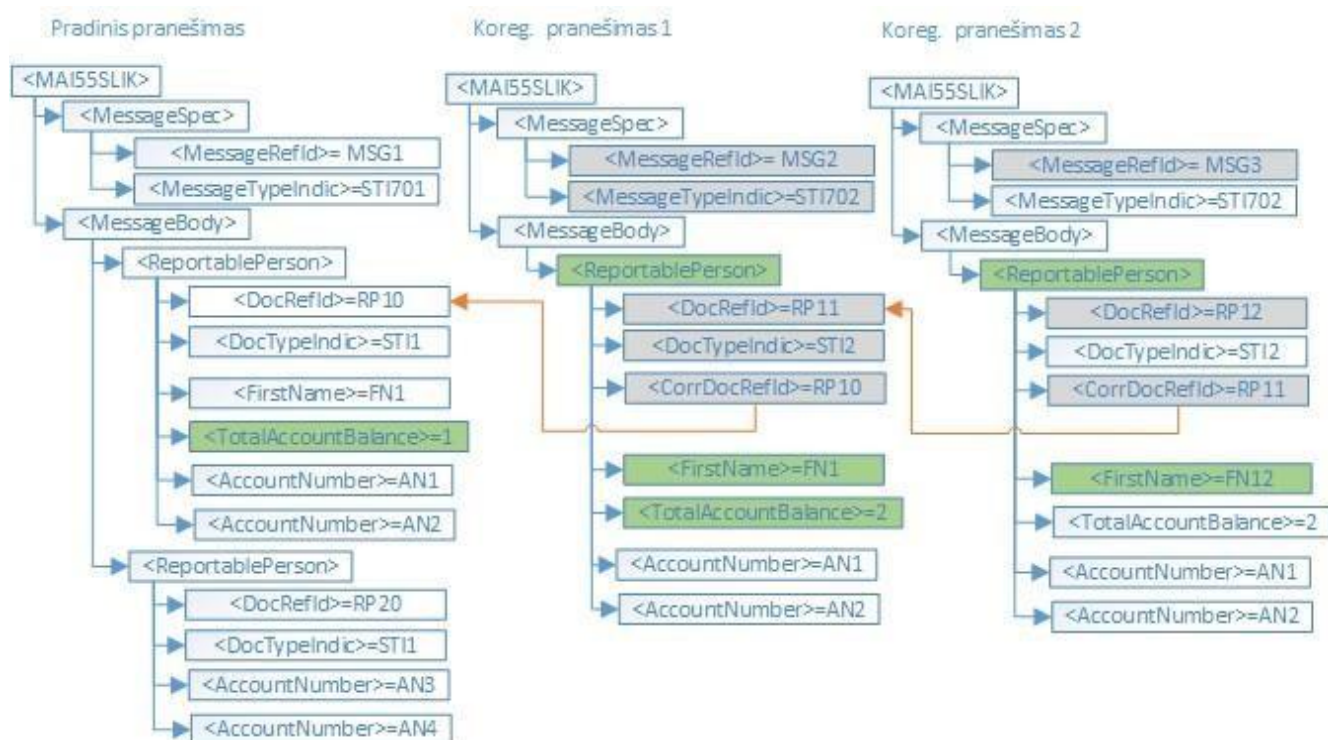 Pradinis pranešimas
<MAI55SLIK>
<MessageSpec>
<MessageRefId>= MSG1
<MessageTypeIndic>=STI701
<MessageBody>
<ReportablePerson>
<DocRefId>=RP10
<DocTypeIndic>=STI1
<FirstName>=FN1
<TotalAccountBalance>=1
<AccountNumber>=AN1
<AccountNumber>=AN2
<ReportablePerson>
<DocRefId>=RP20
<DocTypeIndic>=STI1
<AccountNumber>=AN3
<AccountNumber>=AN4
Koreg. pranešimas 1
<MAI55SLIK>
<MessageSpec>
<MessageRefId>= MSG2
<MessageTypeIndic>=STI702
<MessageBody>
<ReportablePerson>
<DocRefId>=RP11
<DocTypeIndic>=STI2
<CorrDocRefId>=RP10
<FirstName>=FN1
<TotalAccountBalance>=2
<AccountNumber>=AN1
<AccountNumber>=AN2
Koreg. pranešimas 2
<MAI55SLIK>
<MessageSpec>
<MessageRefId>= MSG3
<MessageTypeIndic>=STI702
<MessageBody>
<ReportablePerson>
<DocRefId>=RP12
<DocTypeIndic>=STI2
<CorrDocRefId>=RP11
<FirstName>=FN12
<TotalAccountBalance>=2
<AccountNumber>=AN1
<AccountNumber>=AN2